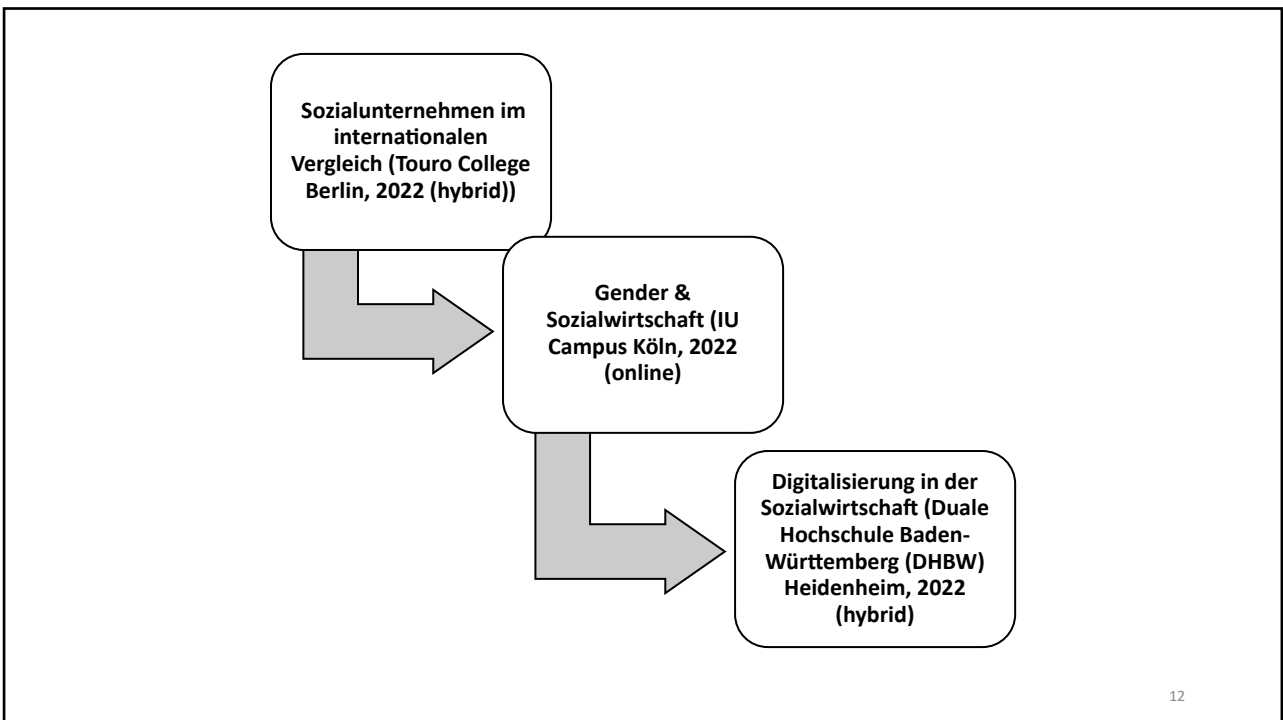 Sozialunternehmen im
internationalen
Vergleich (Touro College
Berlin, 2022 (hybrid))
Gender &
Sozialwirtschaft (IU
Campus Köln, 2022
(online)
Digitalisierung in der
Sozialwirtschaft (Duale
Hochschule Baden-
Württemberg (DHBW)
Heidenheim, 2022
(hybrid)
12